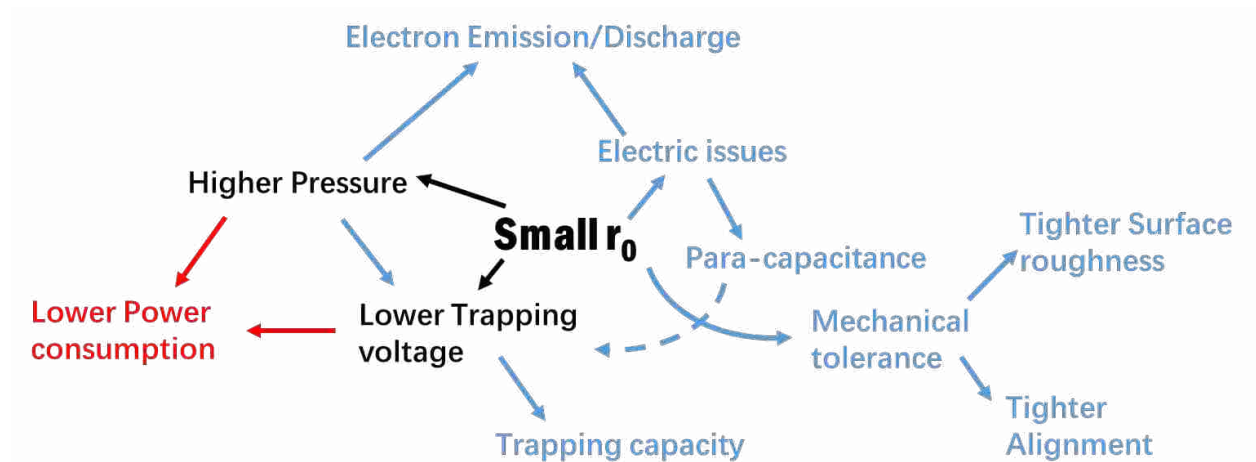 Electron Emission/Discharge
Electric issues
Higher Pressure
Small r₀
Para-capacitance
Tighter Surface
roughness
Lower Power
consumption
Lower Trapping
voltage
Mechanical
tolerance
Trapping capacity
Tighter
Alignment